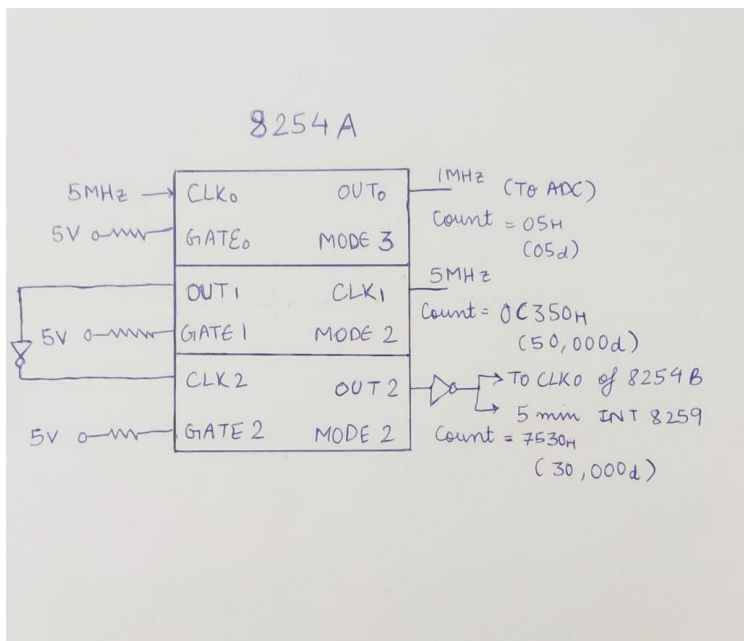 8254A
5MHz CLK0 OUT0 1MHz (TO ADC)
5V GATE0 MODE 3 Count = 05H
(05d)
OUT1 CLK1 5MHz
5V GATE 1 MODE 2 Count = 0C350H
(50,000d)
CLK2 OUT2 TO CLK0 of 8254B
5 min INT 8259
5V GATE 2 MODE 2 Count = 7530H
(30,000d)